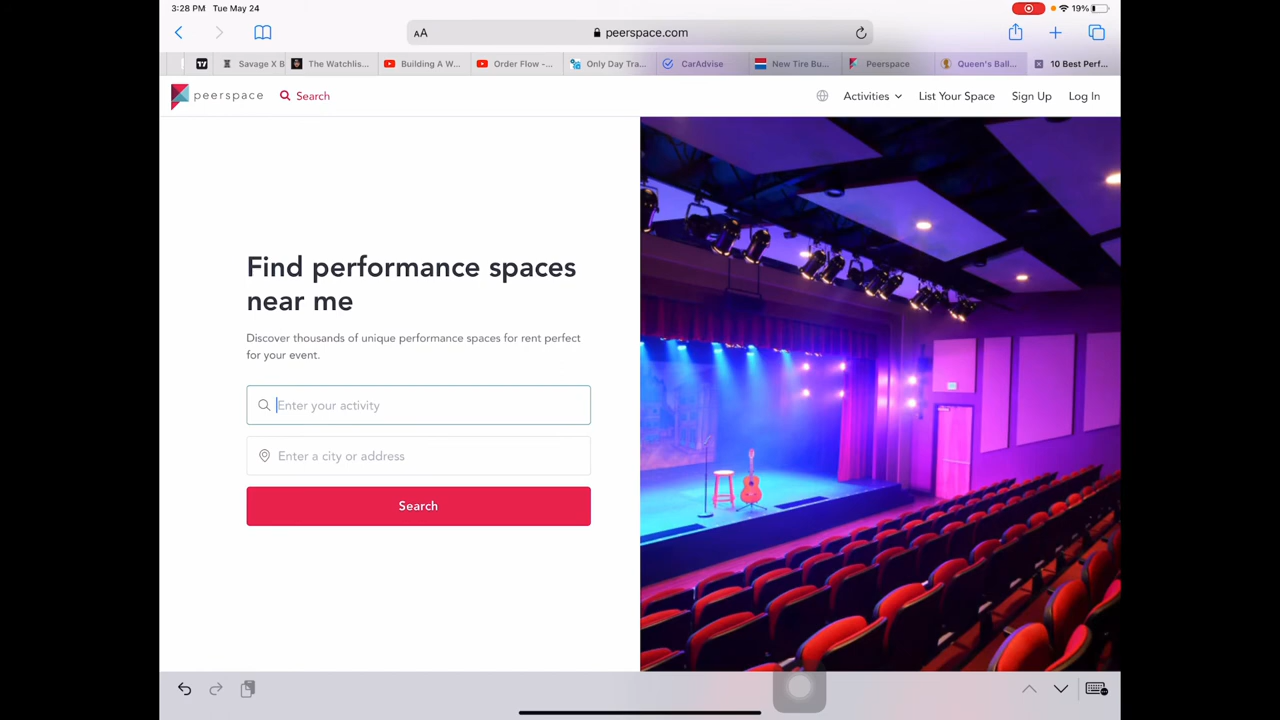 3:28 PM Tue May 24
19%
AA
peerspace.com
Savage X B
The Watchlis...
Building A W...
Order Flow -...
Only Day Tra...
CarAdvise
New Tire Bu...
Peerspace
Queen's Ball...
10 Best Perf...
peerspace
Search
Activities
List Your Space
Sign Up
Log In
Find performance spaces
near me
Discover thousands of unique performance spaces for rent perfect
for your event.
Enter your activity
Enter a city or address
Search